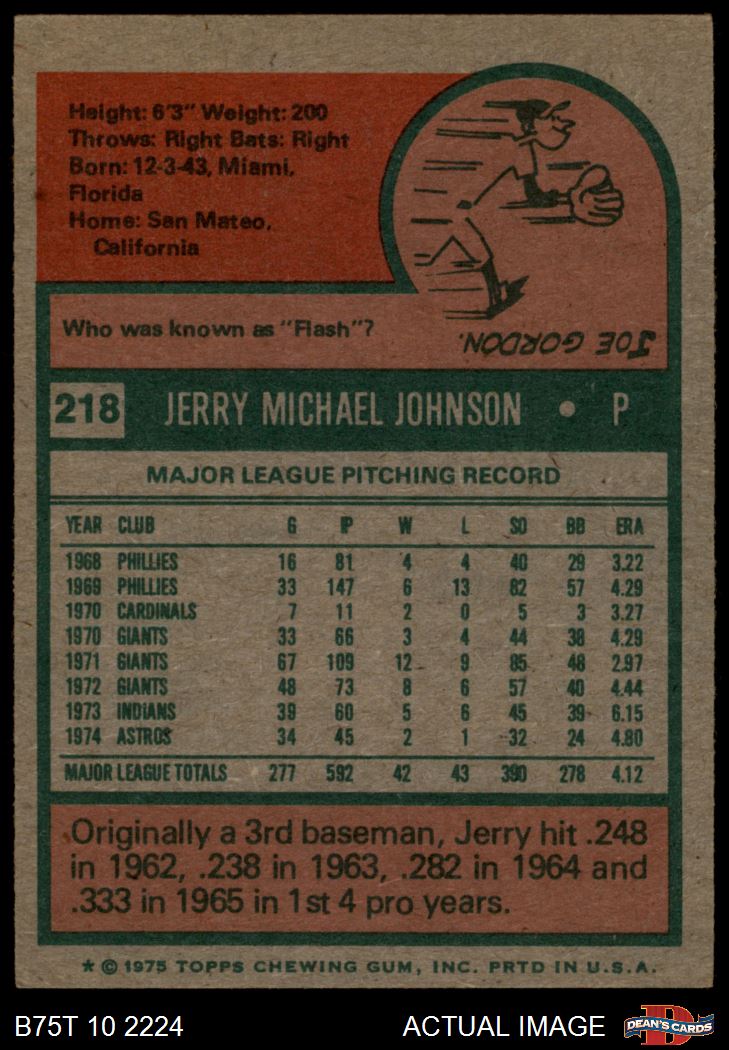 Height: 6'3" Weight: 200
Throws: Right Bats: Right
Born: 12-3-43, Miami,
Florida
Home: San Mateo,
California
Who was known as "Flash"?
JOE GORDON.
218 JERRY MICHAEL JOHNSON • P
MAJOR LEAGUE PITCHING RECORD
YEAR CLUB G IP W L SO BB ERA
1968 PHILLIES 16 81 4 4 40 29 3.22
1969 PHILLIES 33 147 6 13 82 57 4.29
1970 CARDINALS 7 11 2 0 5 3 3.27
1970 GIANTS 33 66 3 4 44 38 4.29
1971 GIANTS 67 109 12 9 85 48 2.97
1972 GIANTS 48 73 8 6 57 40 4.44
1973 INDIANS 39 60 5 6 45 39 6.15
1974 ASTROS 34 45 2 1 32 24 4.80
MAJOR LEAGUE TOTALS 277 592 42 43 390 278 4.12
Originally a 3rd baseman, Jerry hit .248
in 1962, .238 in 1963, .282 in 1964 and
.333 in 1965 in 1st 4 pro years.
* © 1975 TOPPS CHEWING GUM, INC. PRTD IN U.S.A.
B75T 10 2224 ACTUAL IMAGE D DEAN'S CARDS